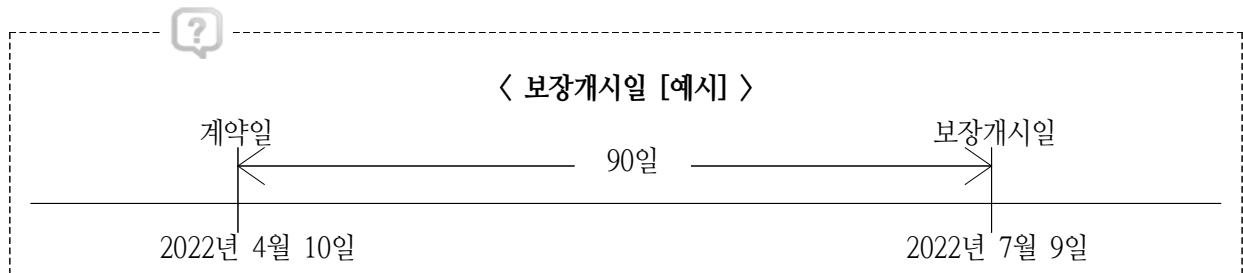 ?
〈 보장개시일 [예시] 〉
계약일 보장개시일
90일
2022년 4월 10일 2022년 7월 9일